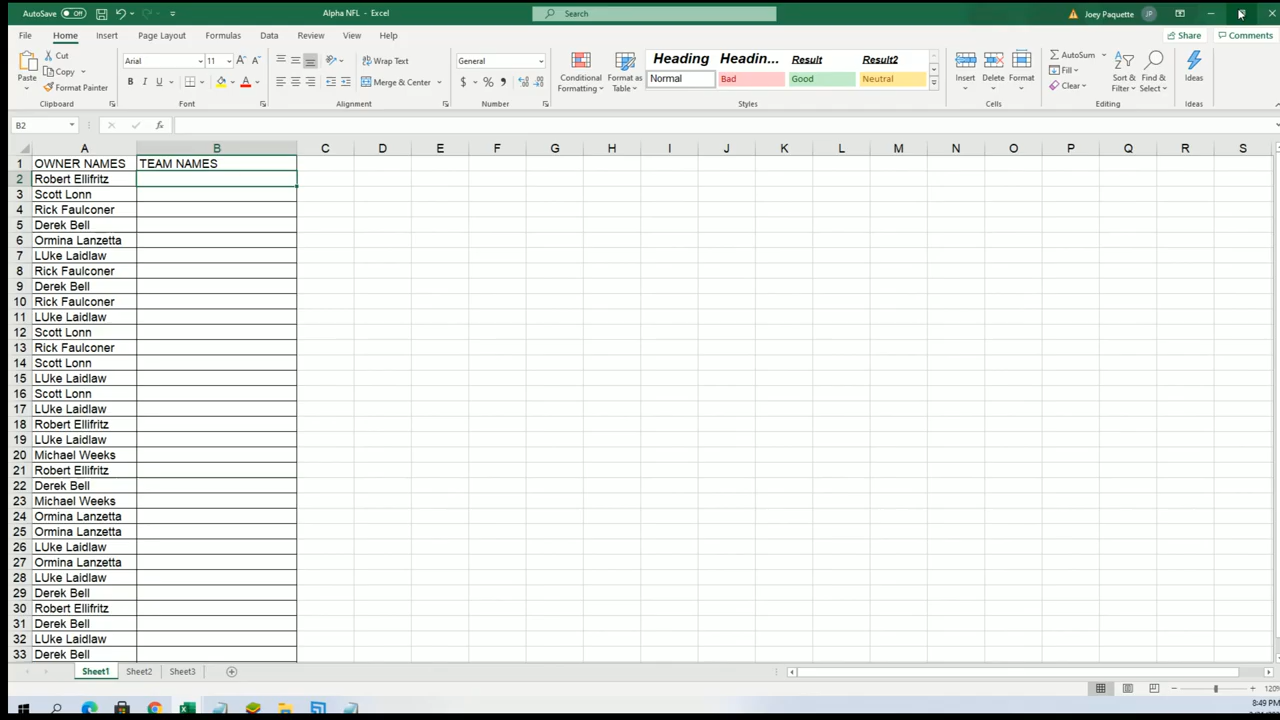 AutoSave Off Alpha NFL - Excel Search Joey Paquette JP
File Home Insert Page Layout Formulas Data Review View Help Share Comments
Cut Arial 11 A A Wrap Text General Heading Headin... Result Result2 AutoSum
Paste Copy Fill
Format Painter B I U A Merge & Center $ % , Conditional Formatting Format as Table Normal Bad Good Neutral Insert Delete Format Clear Sort & Filter Find & Select Ideas
Clipboard Font Alignment Number Styles Cells Editing Ideas
B2 fx
A B C D E F G H I J K L M N O P Q R S
1 OWNER NAMES TEAM NAMES
2 Robert Ellifritz
3 Scott Lonn
4 Rick Faulconer
5 Derek Bell
6 Ormina Lanzetta
7 LUke Laidlaw
8 Rick Faulconer
9 Derek Bell
10 Rick Faulconer
11 LUke Laidlaw
12 Scott Lonn
13 Rick Faulconer
14 Scott Lonn
15 LUke Laidlaw
16 Scott Lonn
17 LUke Laidlaw
18 Robert Ellifritz
19 LUke Laidlaw
20 Michael Weeks
21 Robert Ellifritz
22 Derek Bell
23 Michael Weeks
24 Ormina Lanzetta
25 Ormina Lanzetta
26 LUke Laidlaw
27 Ormina Lanzetta
28 LUke Laidlaw
29 Derek Bell
30 Robert Ellifritz
31 Derek Bell
32 LUke Laidlaw
33 Derek Bell
Sheet1 Sheet2 Sheet3
120%
8:49 PM